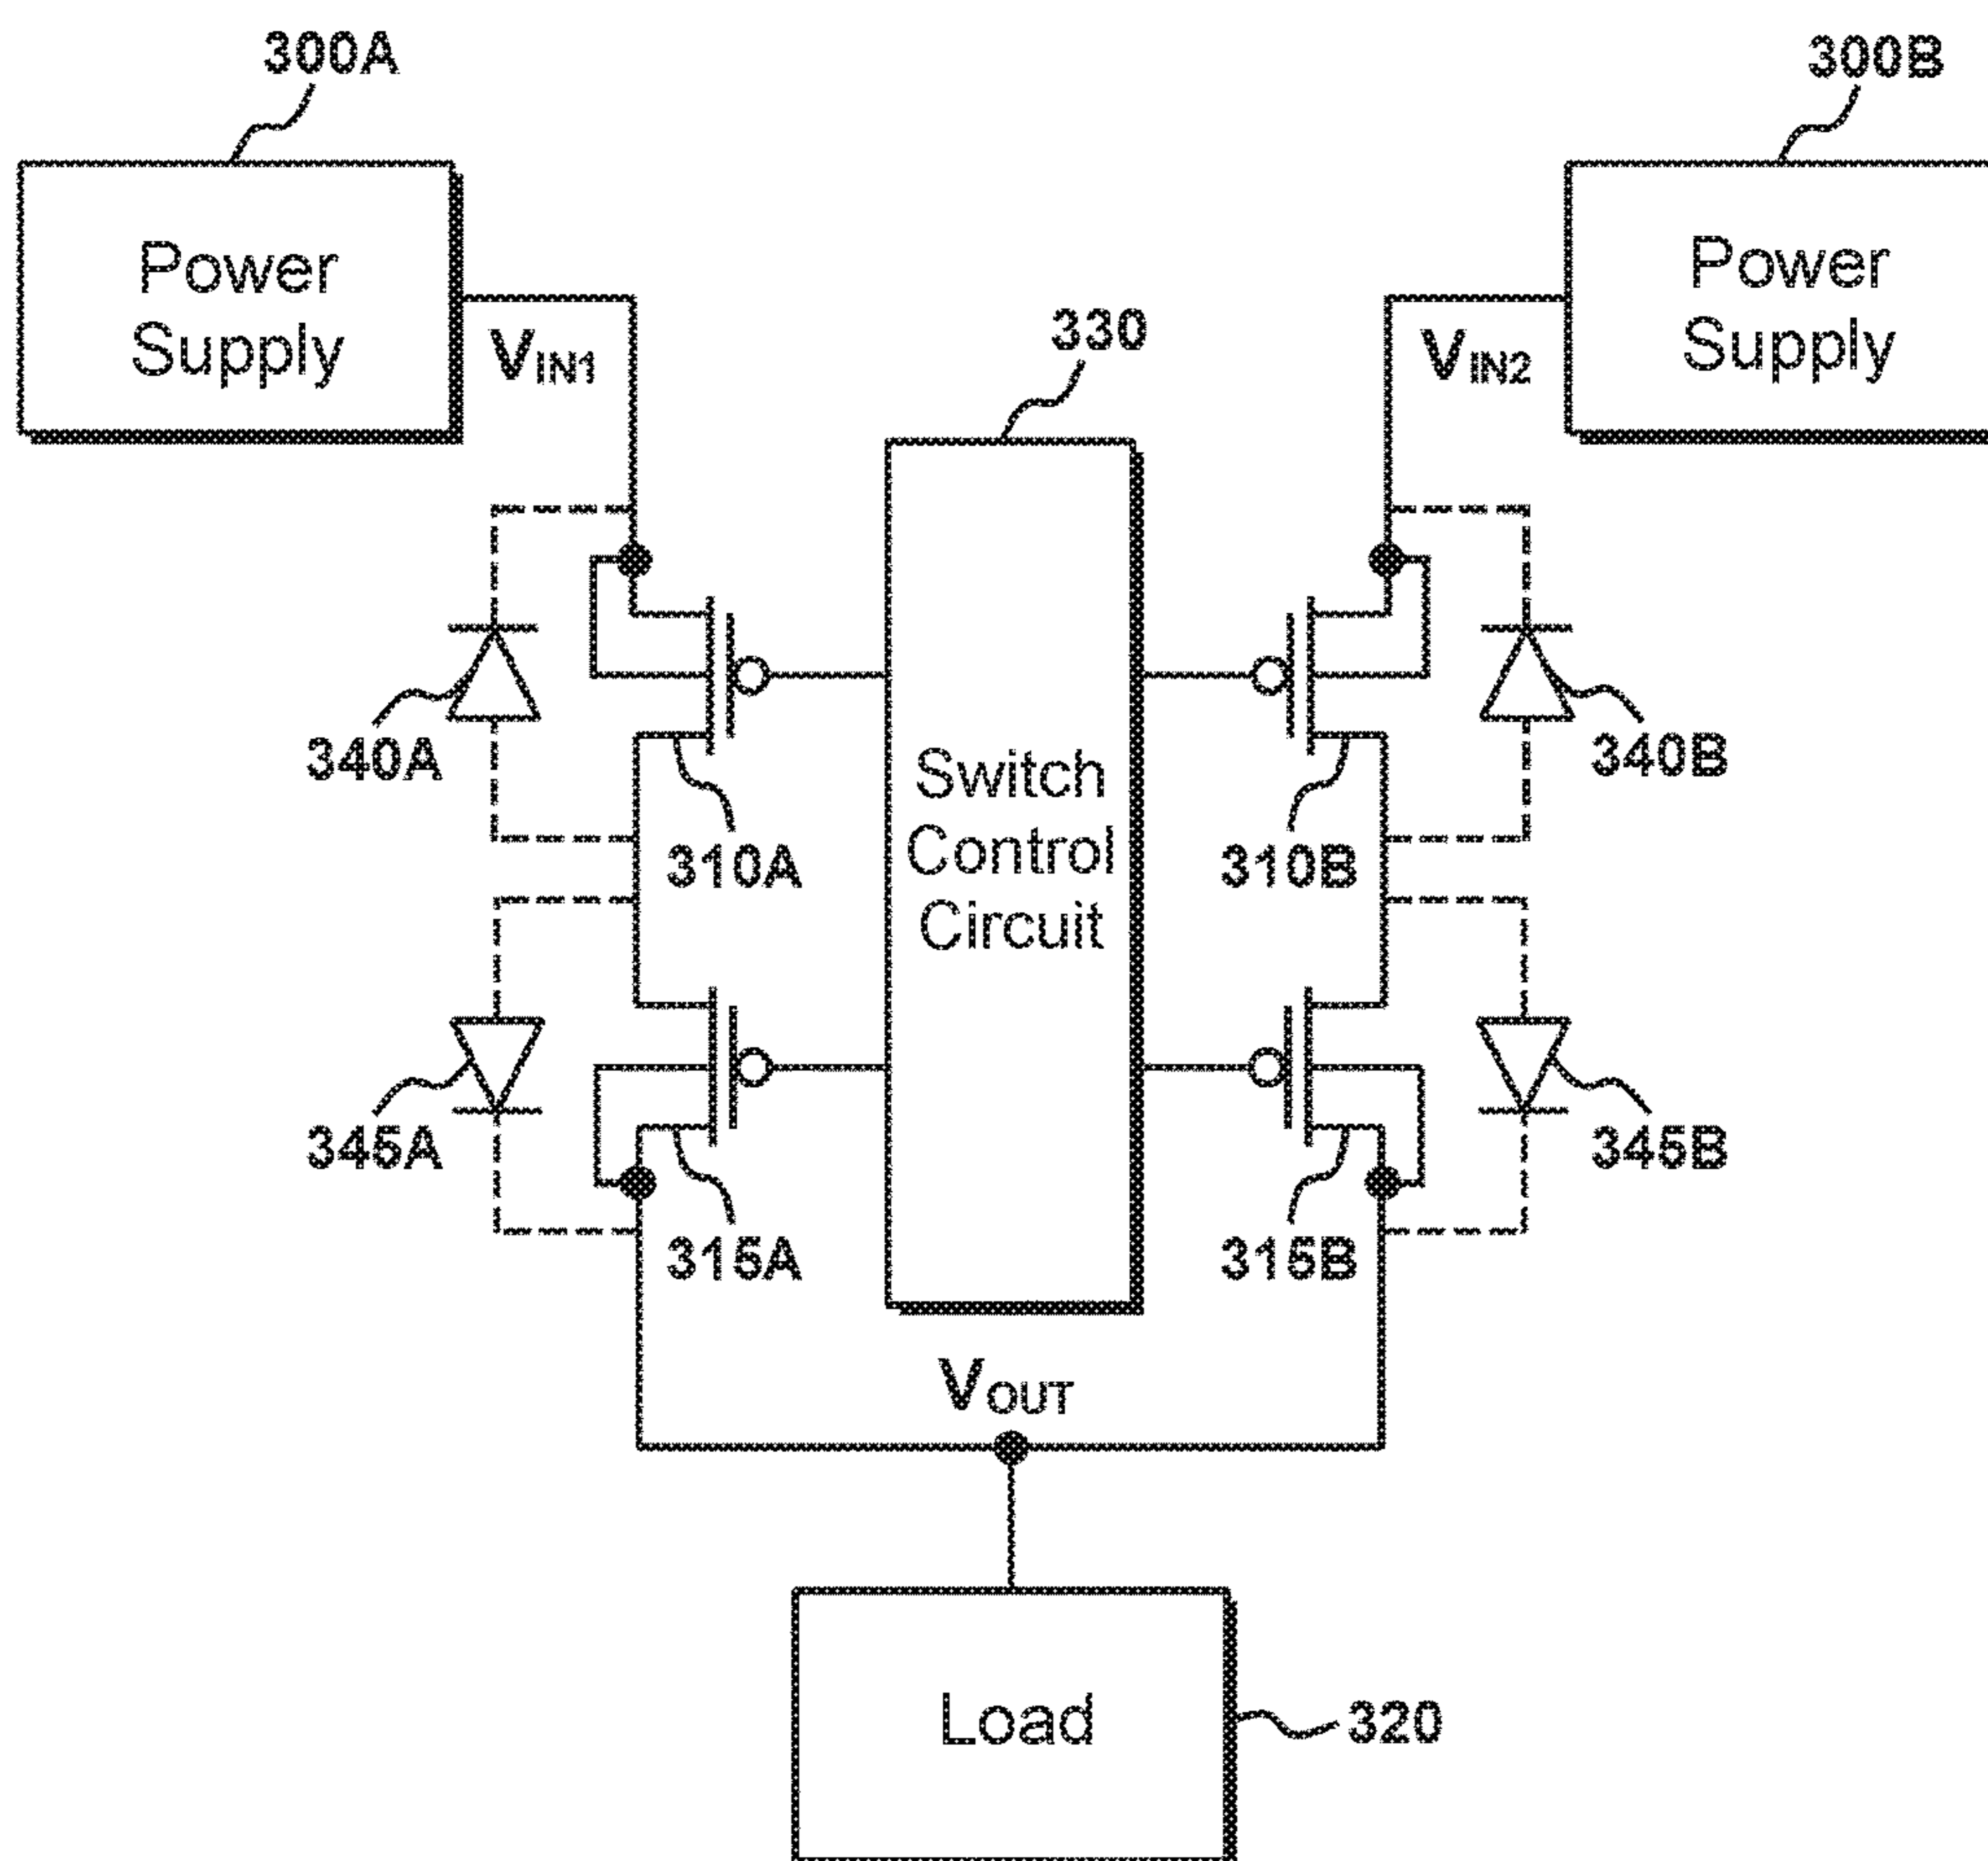 300A
300B
Power
Supply
Power
Supply
VIN1
330
VIN2
340A
310A
Switch
Control
Circuit
310B
340B
345A
315A
315B
345B
VOUT
Load
320